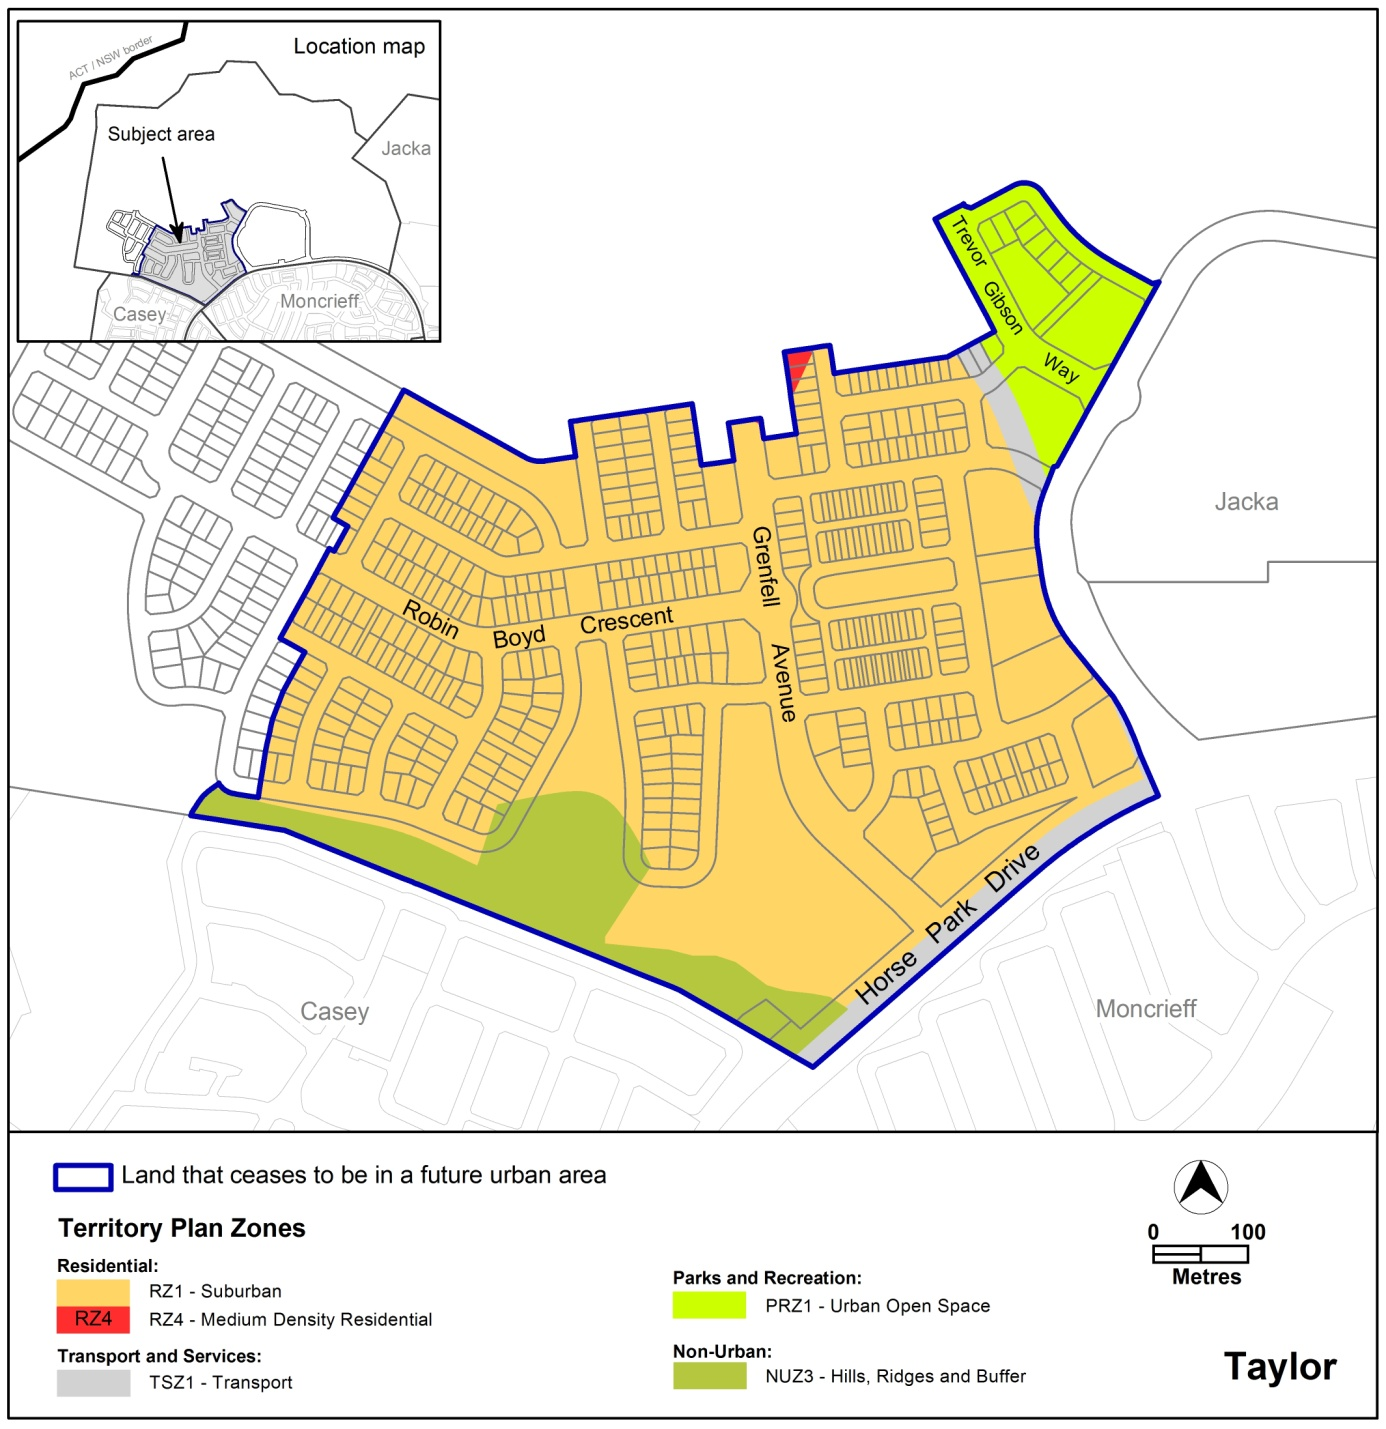 Location map
ACT / NSW border
Subject area
Jacka
Casey
Moncrieff
Trevor
Gibson
Way
Jacka
Grenfell
Avenue
Robin
Boyd
Crescent
Horse
Park
Drive
Casey
Moncrieff
Land that ceases to be in a future urban area
Territory Plan Zones
Residential:
RZ1 - Suburban
RZ4
RZ4 - Medium Density Residential
Transport and Services:
TSZ1 - Transport
Parks and Recreation:
PRZ1 - Urban Open Space
Non-Urban:
NUZ3 - Hills, Ridges and Buffer
0 100
Metres
Taylor